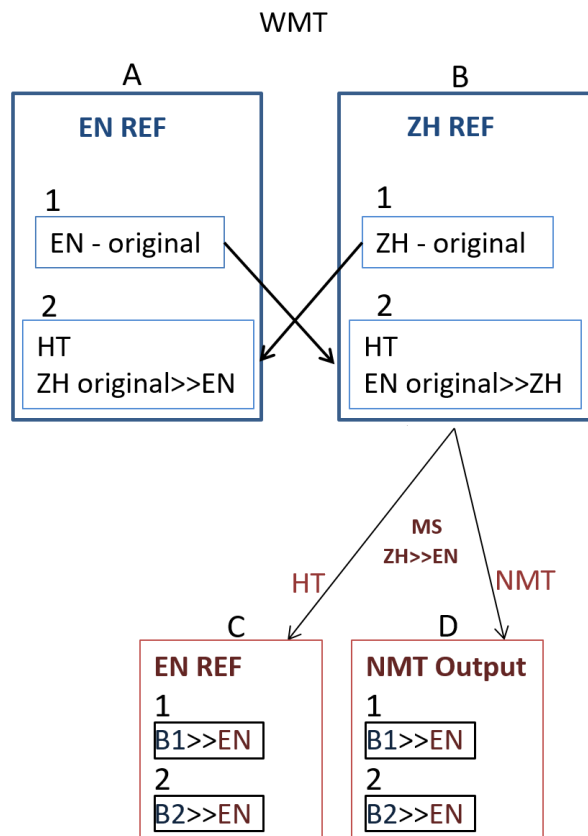 WMT
A
EN REF
1
EN - original
2
HT
ZH original>>EN
B
ZH REF
1
ZH - original
2
HT
EN original>>ZH
MS
ZH>>EN
HT
NMT
C
EN REF
1
B1>>EN
2
B2>>EN
D
NMT Output
1
B1>>EN
2
B2>>EN